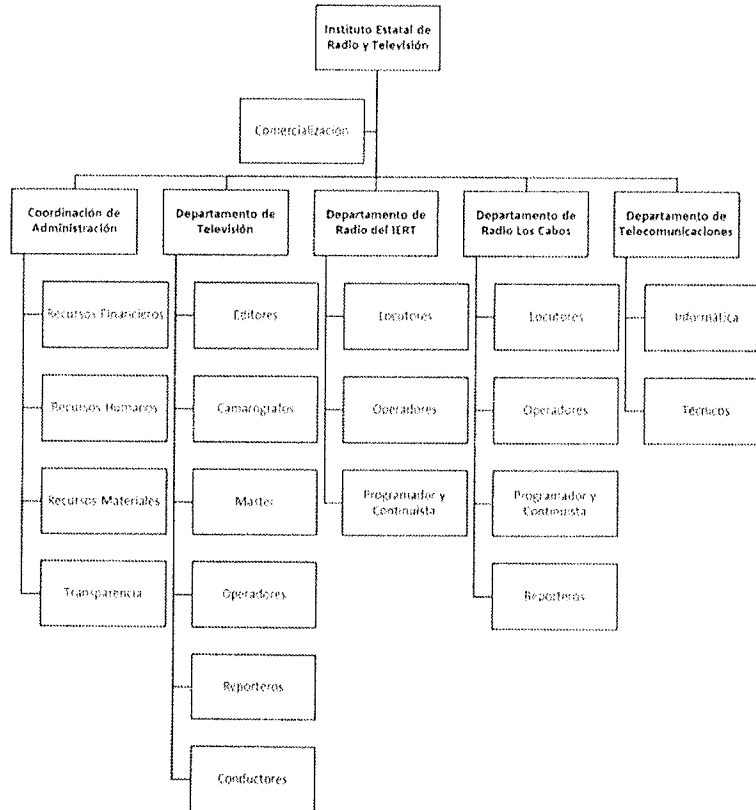 Instituto Estatal de
Radio y Televisión
Comercialización
Coordinación de
Administración
Departamento de
Televisión
Departamento de
Radio del IERT
Departamento de
Radio Los Cabos
Departamento de
Telecomunicaciones
Recursos Financieros
Recursos Humanos
Recursos Materiales
Transparencia
Editores
Camarógrafos
Master
Operadores
Reporteros
Conductores
Locutores
Operadores
Programador y
Continuista
Locutores
Operadores
Programador y
Continuista
Reporteros
Informática
Técnicos